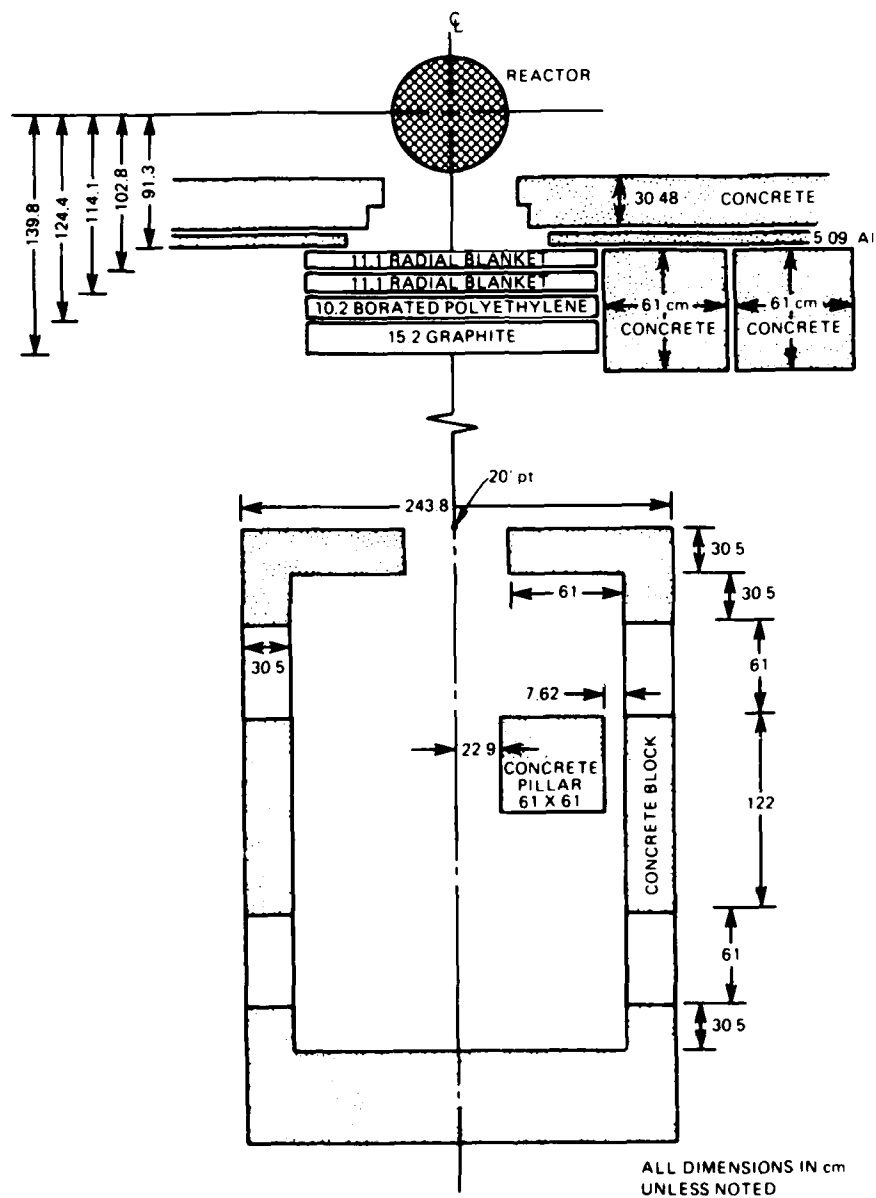 ℄
REACTOR
139.8
124.4
114.1
102.8
91.3
30 48 CONCRETE
5 09 Al
11.1 RADIAL BLANKET
11.1 RADIAL BLANKET
10.2 BORATED POLYETHYLENE
15.2 GRAPHITE
61 cm
CONCRETE
61 cm
CONCRETE
20' pt
243 8
30 5
61
30 5
30 5
61
7.62
22 9
CONCRETE
PILLAR
61 X 61
CONCRETE BLOCK
122
61
30 5
ALL DIMENSIONS IN cm
UNLESS NOTED